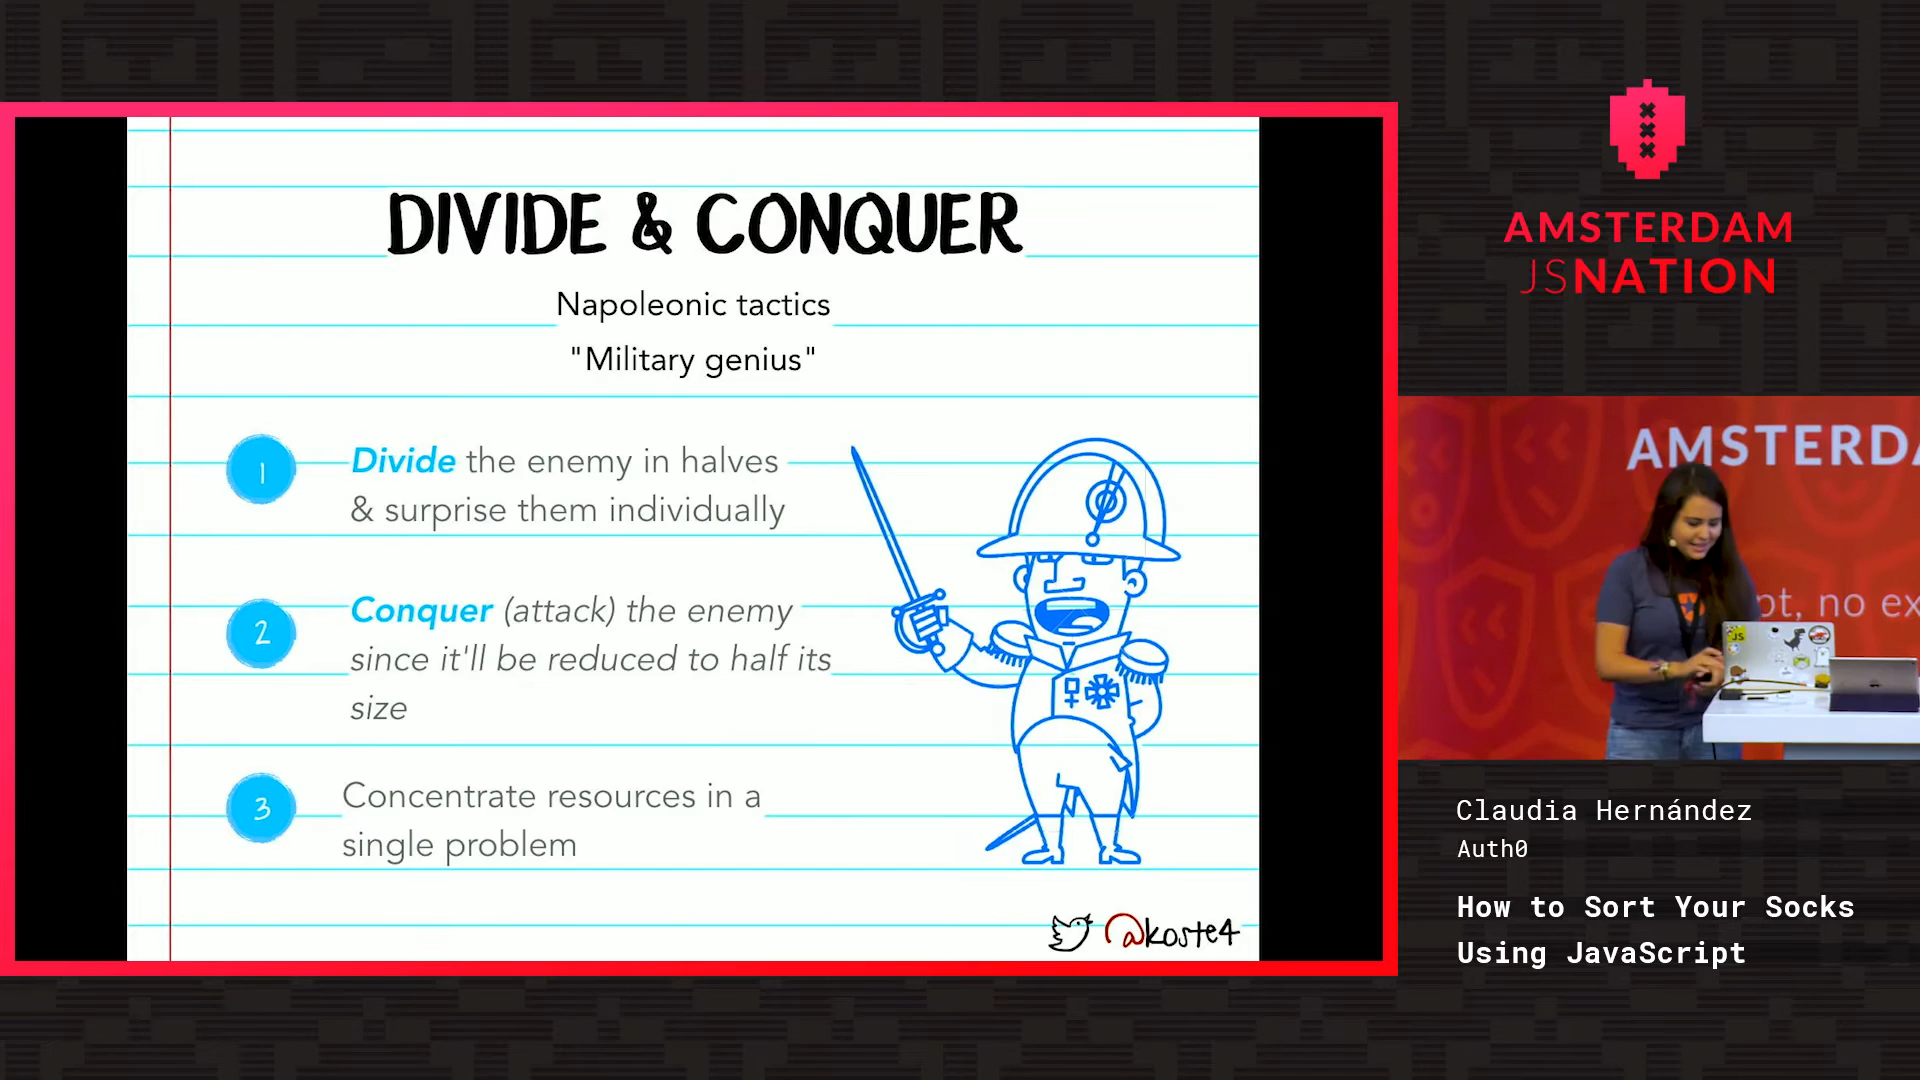 DIVIDE & CONQUER
Napoleonic tactics
"Military genius"
1
Divide the enemy in halves
& surprise them individually
2
Conquer (attack) the enemy
since it'll be reduced to half its
size
3
Concentrate resources in a
single problem
@koste4
AMSTERDAM
JSNATION
AMSTERDA
pt, no ex
JS
Claudia Hernández
Auth0
How to Sort Your Socks
Using JavaScript